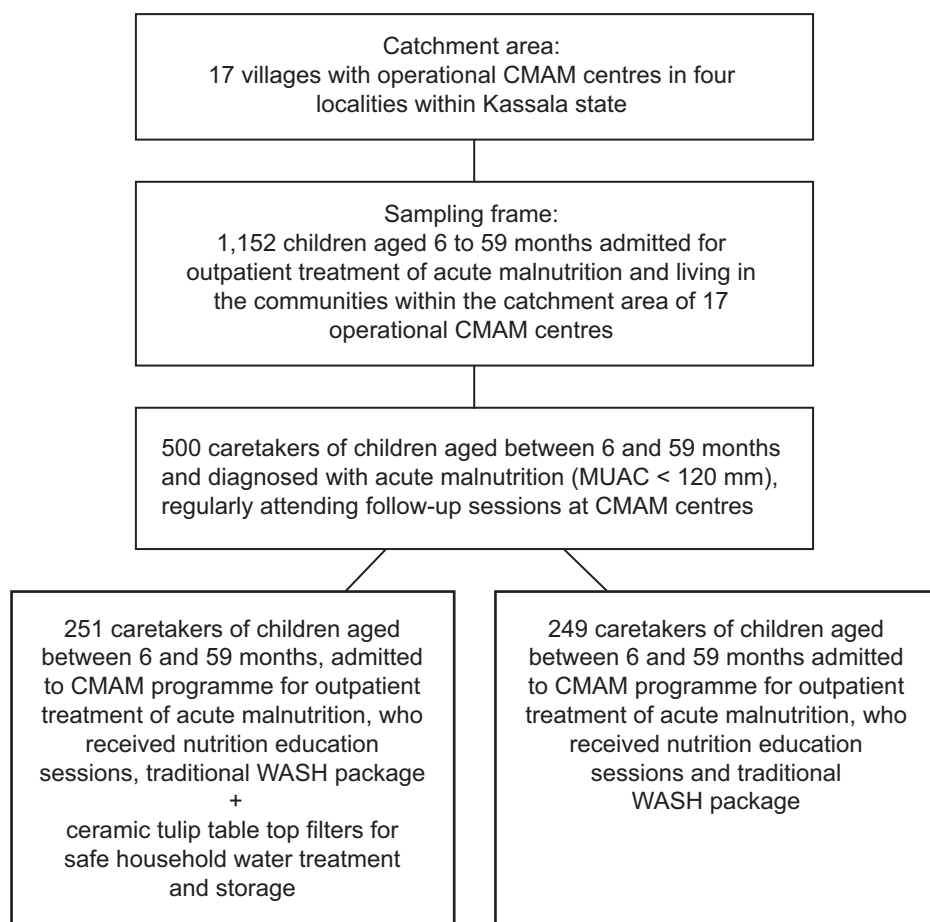 Catchment area:
17 villages with operational CMAM centres in four
localities within Kassala state
Sampling frame:
1,152 children aged 6 to 59 months admitted for
outpatient treatment of acute malnutrition and living in
the communities within the catchment area of 17
operational CMAM centres
500 caretakers of children aged between 6 and 59 months
and diagnosed with acute malnutrition (MUAC < 120 mm),
regularly attending follow-up sessions at CMAM centres
251 caretakers of children aged
between 6 and 59 months, admitted
to CMAM programme for outpatient
treatment of acute malnutrition, who
received nutrition education
sessions, traditional WASH package
+
ceramic tulip table top filters for
safe household water treatment
and storage
249 caretakers of children aged
between 6 and 59 months admitted
to CMAM programme for outpatient
treatment of acute malnutrition, who
received nutrition education
sessions and traditional
WASH package